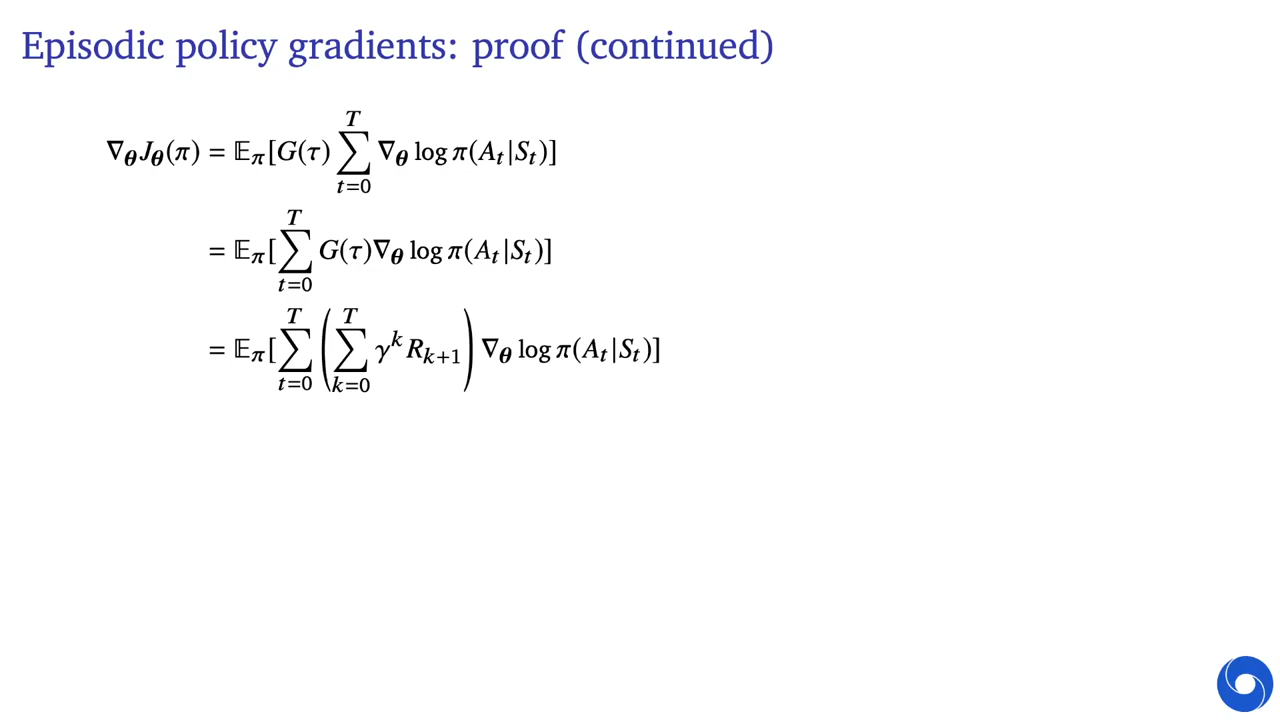 Episodic policy gradients: proof (continued)
∇_θ J_θ(π) = 𝔼_π[G(τ) ∑_{t=0}^{T} ∇_θ log π(A_t|S_t)]
= 𝔼_π[∑_{t=0}^{T} G(τ)∇_θ log π(A_t|S_t)]
= 𝔼_π[∑_{t=0}^{T} (∑_{k=0}^{T} γ^k R_{k+1}) ∇_θ log π(A_t|S_t)]